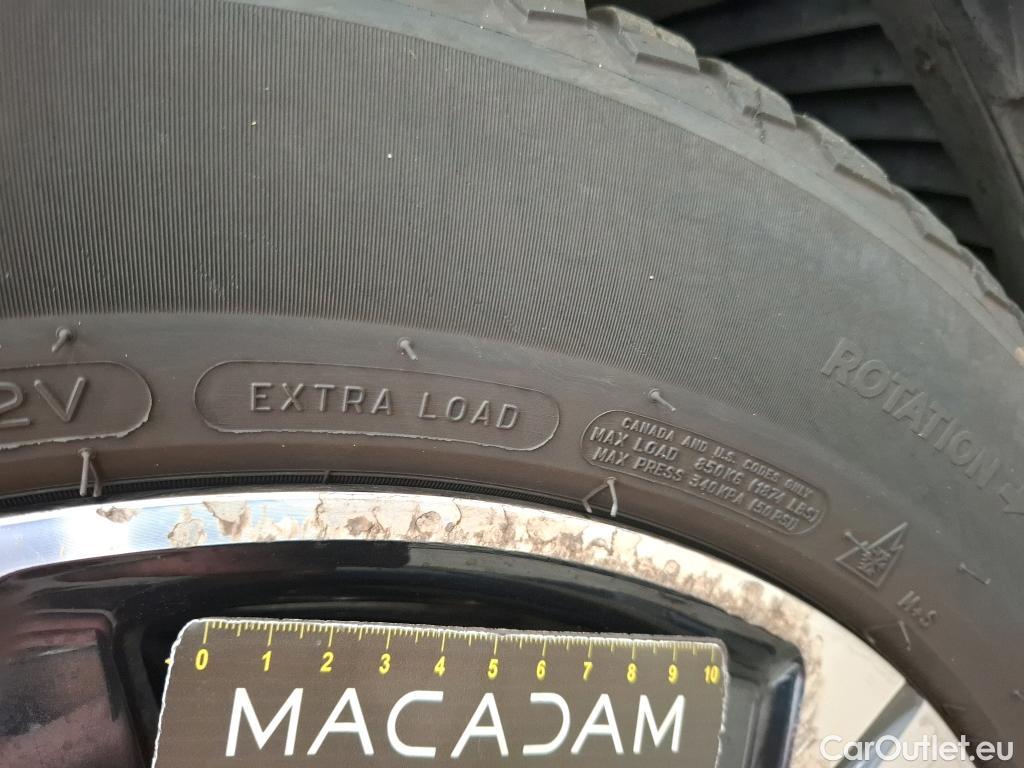 2V
EXTRA LOAD
CANADA AND U.S. CODES ONLY
MAX LOAD 850KG (1874 LBS)
MAX PRESS 340KPA (50PSI)
ROTATION
M+S
0 1 2 3 4 5 6 7 8 9 10
MACADAM
CarOutlet.eu